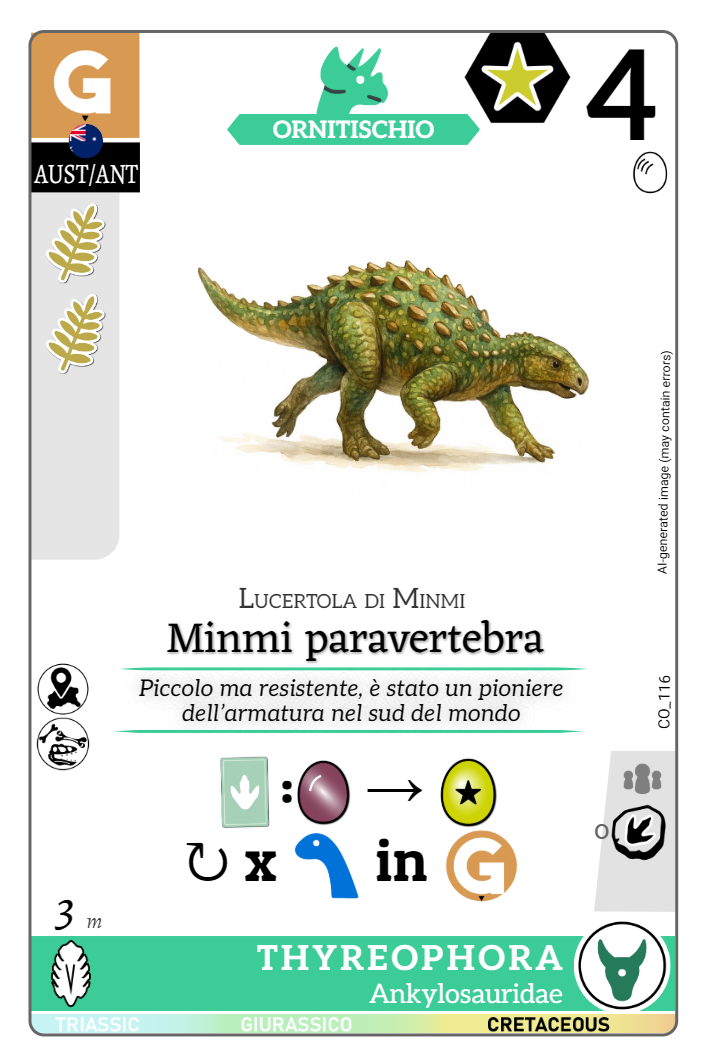 G
AUST/ANT
ORNITISCHIO
4
AI-generated image (may contain errors)
Lucertola di Minmi
Minmi paravertebra
Piccolo ma resistente, è stato un pioniere
dell'armatura nel sud del mondo
CO_116
: →
↻ x in G
o
3 m
THYREOPHORA
Ankylosauridae
TRIASSIC GIURASSICO CRETACEOUS